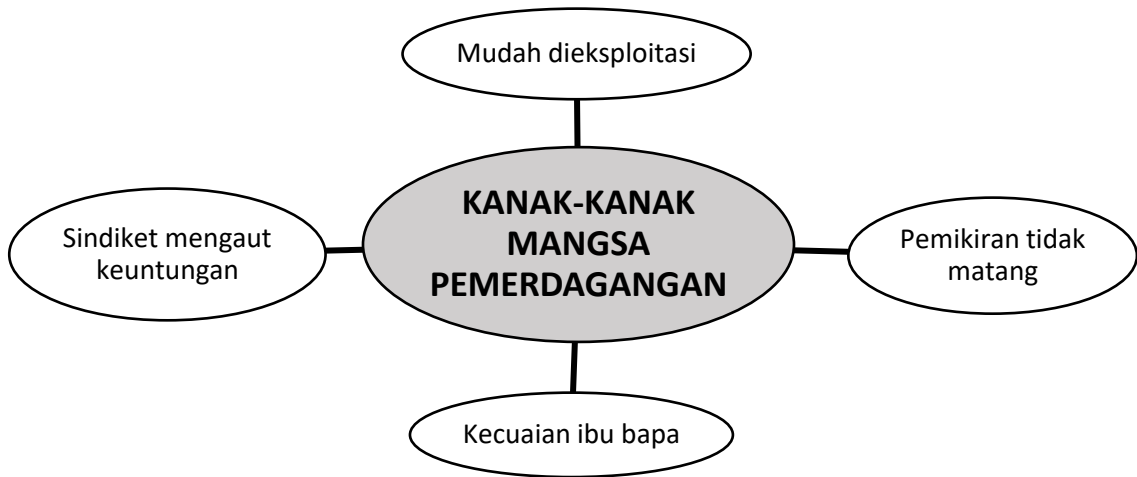 Mudah dieksploitasi
KANAK-KANAK
MANGSA
PEMERDAGANGAN
Sindiket mengaut
keuntungan
Pemikiran tidak
matang
Kecuaian ibu bapa